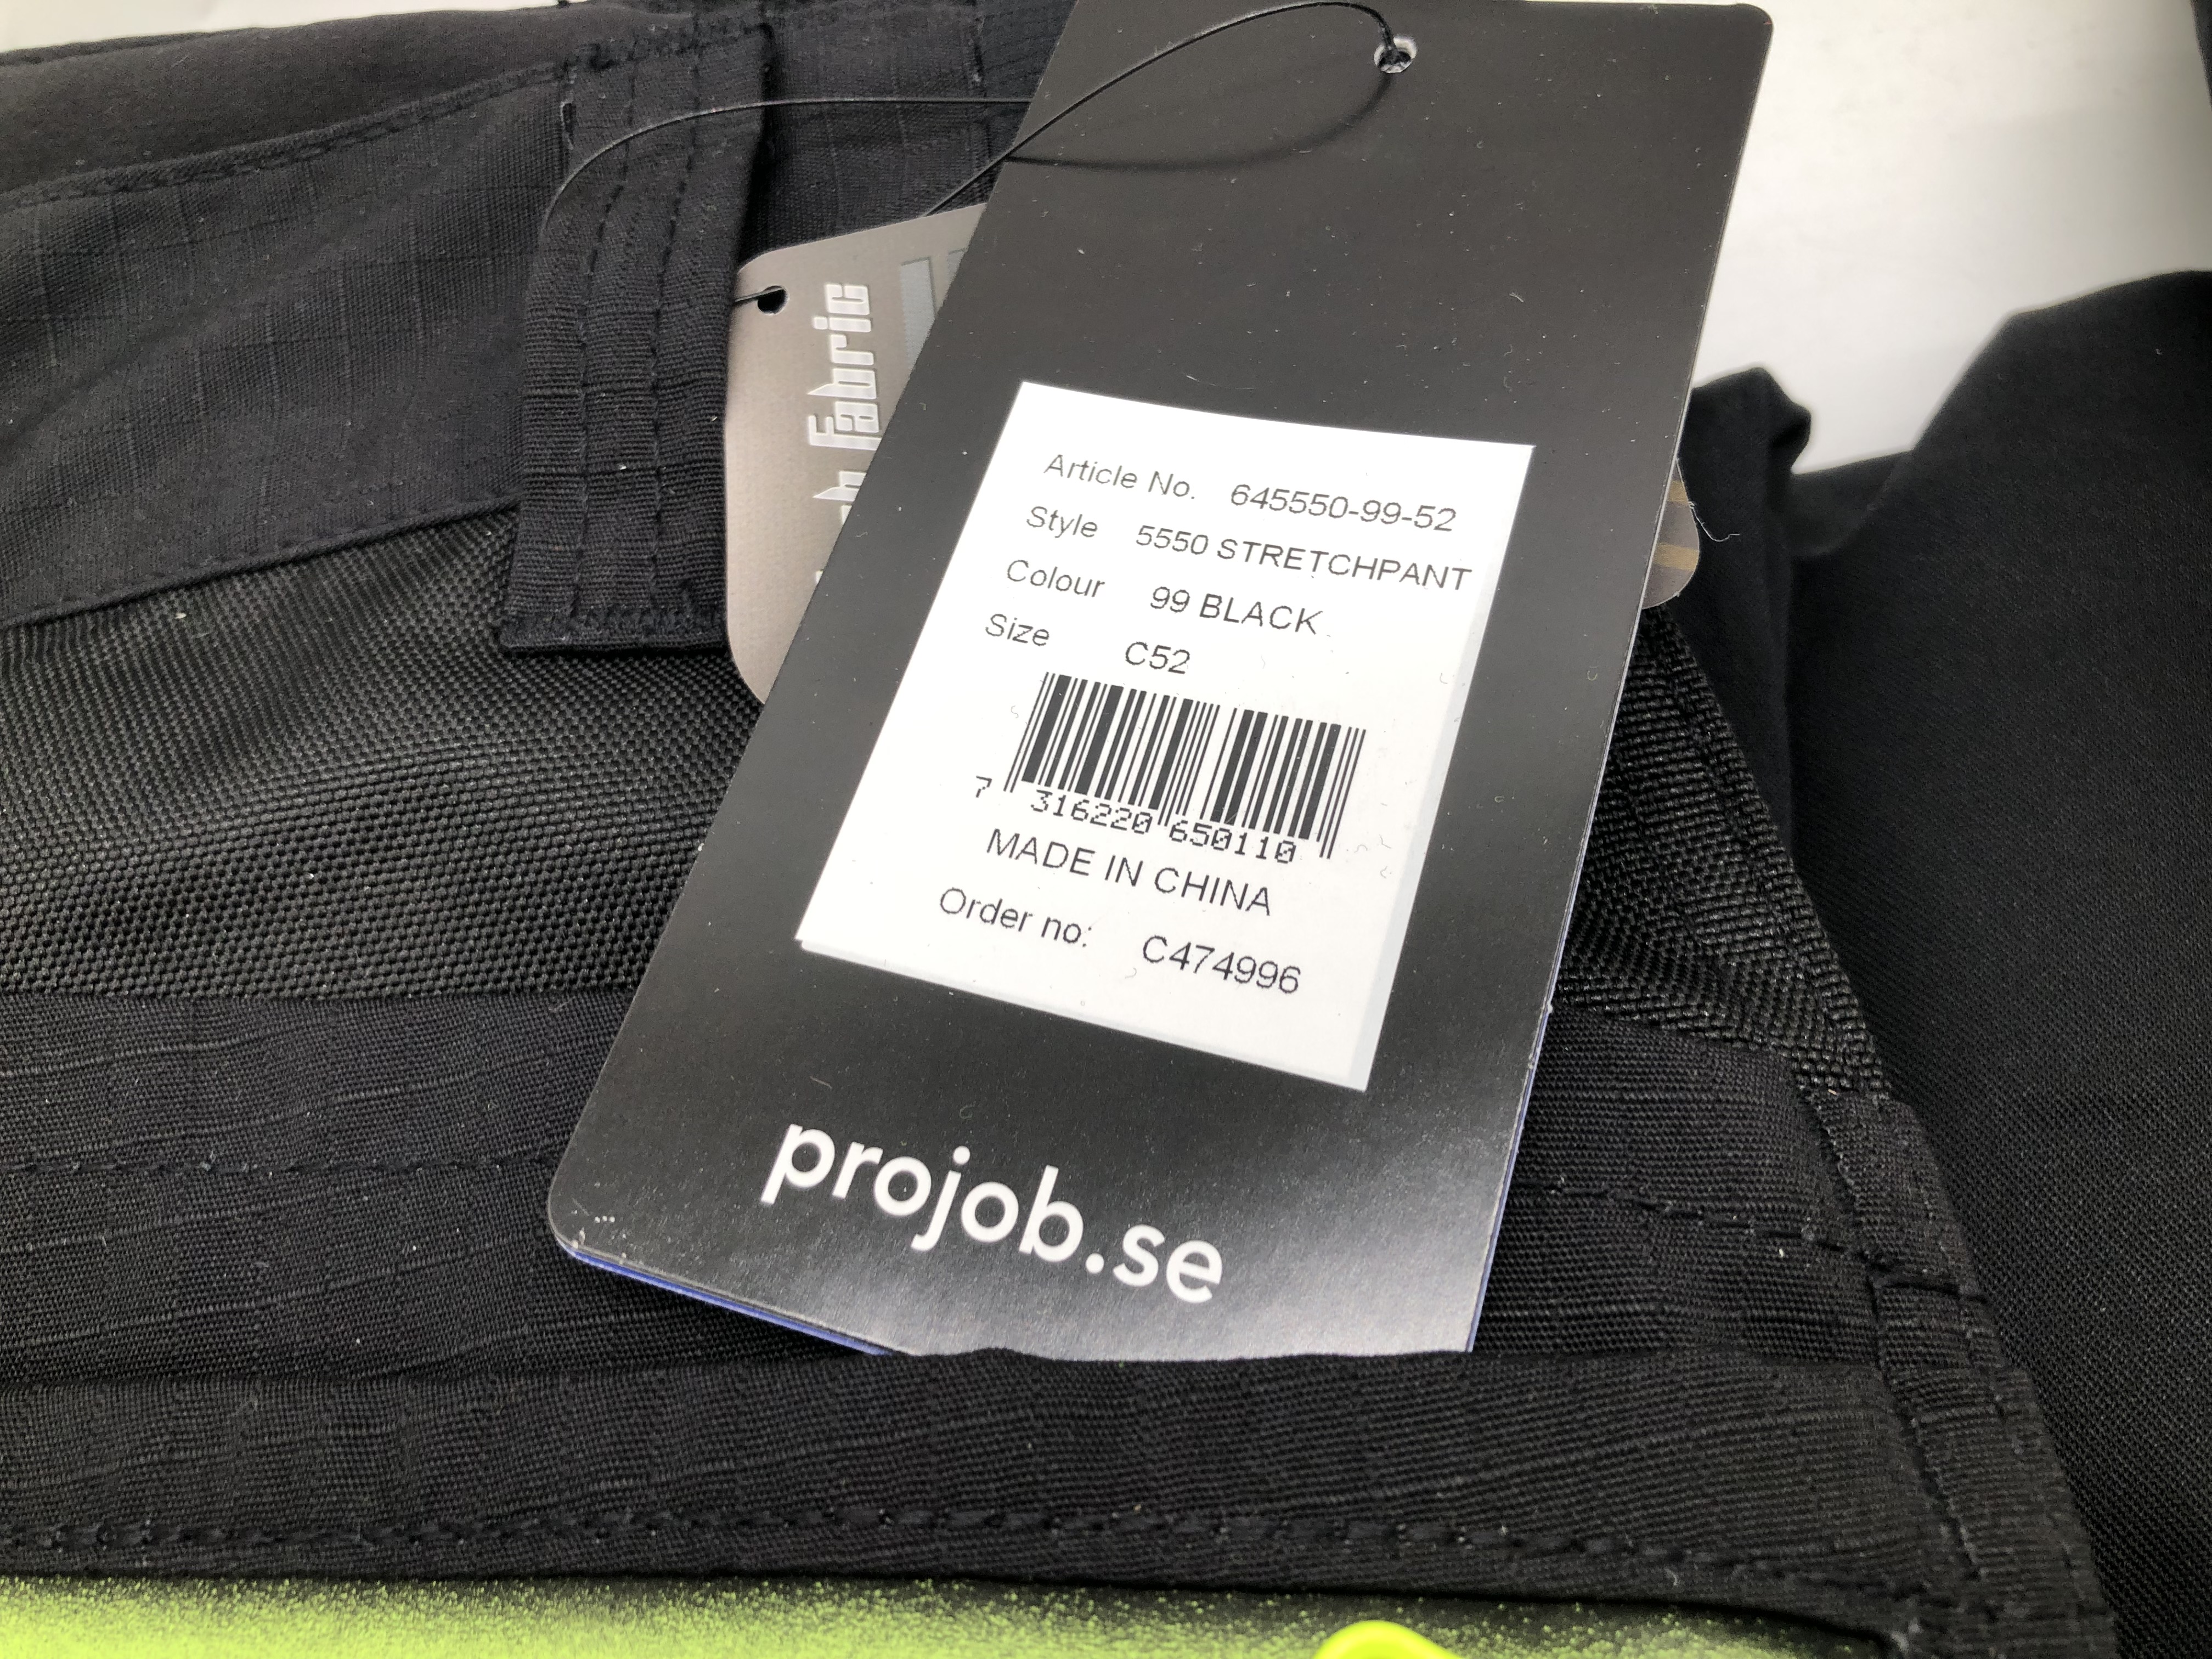 Fabric
Article No. 645550-99-52
Style 5550 STRETCHPANT
Colour 99 BLACK
Size C52
7 316220 650110
MADE IN CHINA
Order no: C474996
projob.se